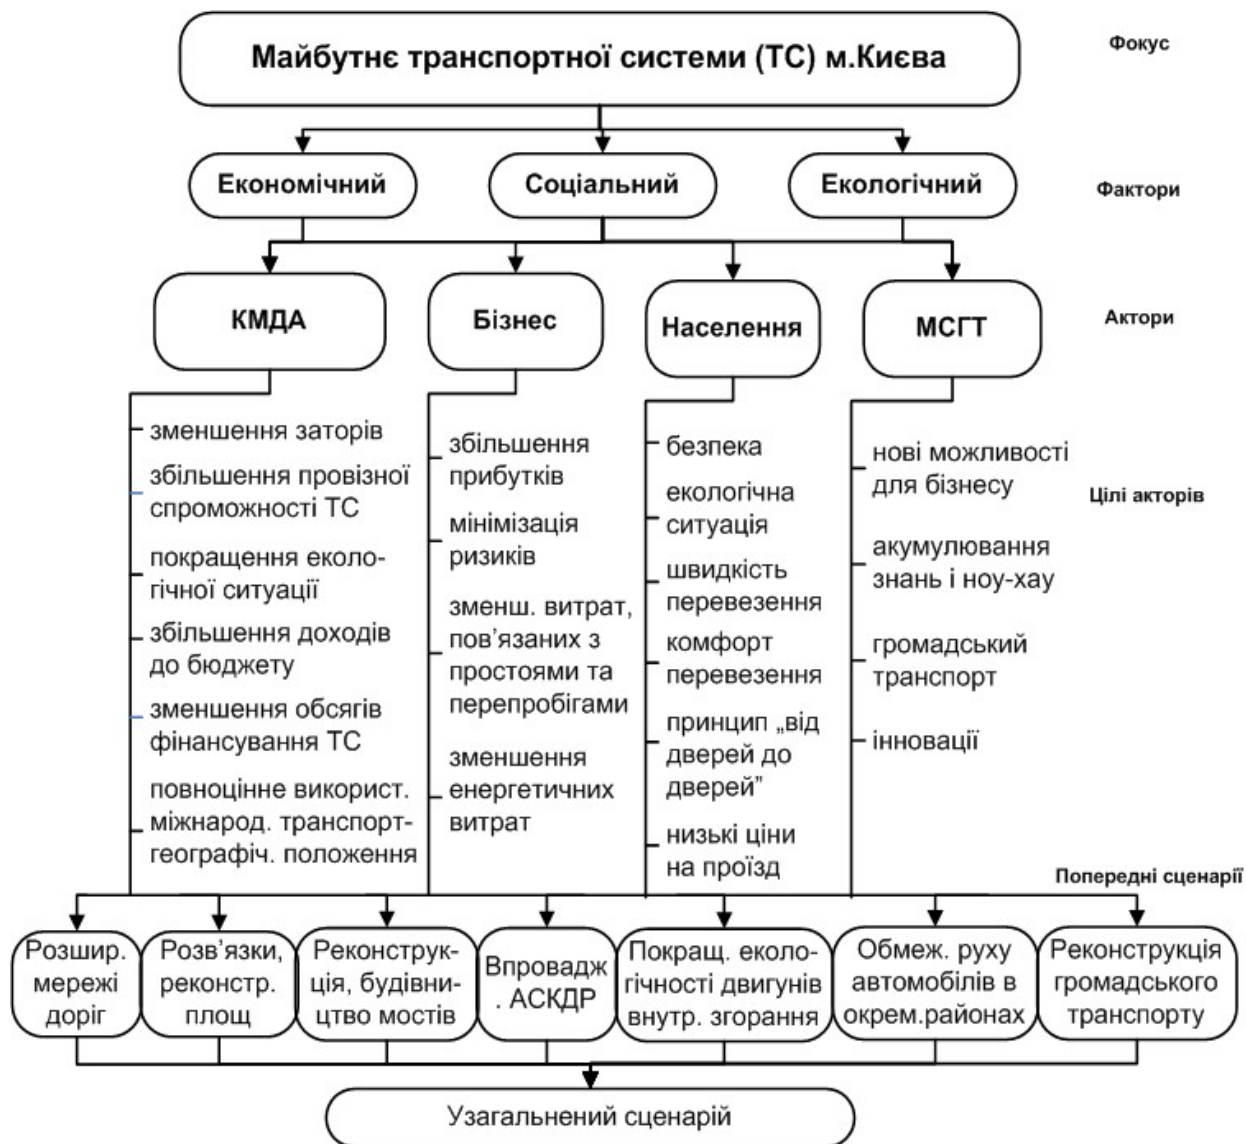 Майбутнє транспортної системи (ТС) м.Києва
Фокус
Економічний
Соціальний
Екологічний
Фактори
КМДА
Бізнес
Населення
МСГТ
Актори
зменшення заторів
збільшення провізної
спроможності ТС
покращення еколо-
гічної ситуації
збільшення доходів
до бюджету
зменшення обсягів
фінансування ТС
повноцінне використ.
міжнарод. транспорт-
географіч. положення
збільшення
прибутків
мінімізація
ризиків
зменш. витрат,
пов’язаних з
простоями та
перепробігами
зменшення
енергетичних
витрат
безпека
екологічна
ситуація
швидкість
перевезення
комфорт
перевезення
принцип „від
дверей до
дверей”
низькі ціни
на проїзд
нові можливості
для бізнесу
акумулювання
знань і ноу-хау
громадський
транспорт
інновації
Цілі акторів
Попередні сценарії
Розшир.
мережі
доріг
Розв’язки,
реконстр.
площ
Реконструк-
ція, будівни-
цтво мостів
Впровадж
. АСКДР
Покращ. еколо-
гічності двигунів
внутр. згорання
Обмеж. руху
автомобілів в
окрем.районах
Реконструкція
громадського
транспорту
Узагальнений сценарій